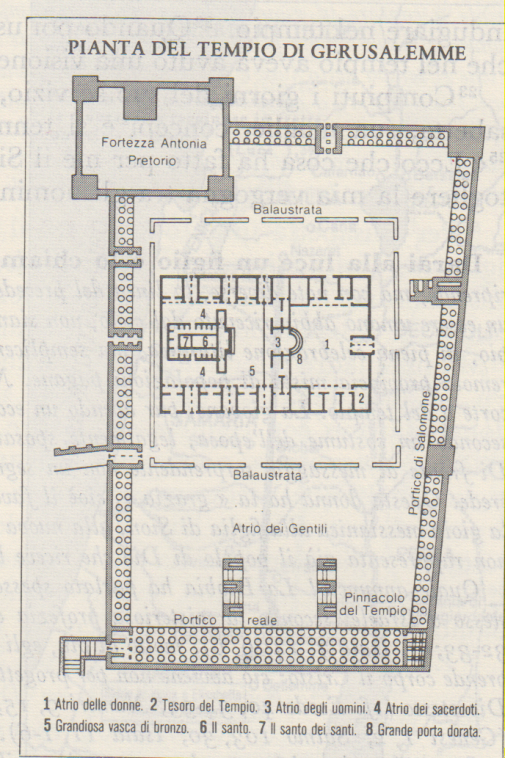 PIANTA DEL TEMPIO DI GERUSALEMME
Fortezza Antonia
Pretorio
Balaustrata
4
7 6
3
1
8
4
5
2
Portico di Salomone
Balaustrata
Atrio dei Gentili
Pinnacolo
del Tempio
Portico reale
1 Atrio delle donne. 2 Tesoro del Tempio. 3 Atrio degli uomini. 4 Atrio dei sacerdoti.
5 Grandiosa vasca di bronzo. 6 Il santo. 7 Il santo dei santi. 8 Grande porta dorata.